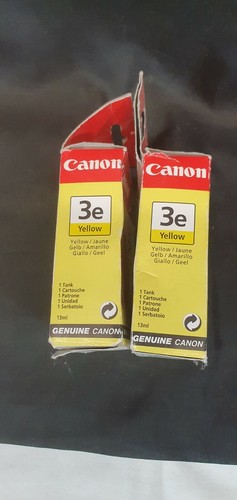 Canon
3e
Yellow
Yellow / Jaune
Gelb / Amarillo
Giallo / Geel
1 Tank
1 Cartouche
1 Patrone
1 Unidad
1 Serbatoio
13ml
GENUINE CANON
Canon
3e
Yellow
Yellow / Jaune
Gelb / Amarillo
Giallo / Geel
1 Tank
1 Cartouche
1 Patrone
1 Unidad
1 Serbatoio
13ml
GENUINE CANON